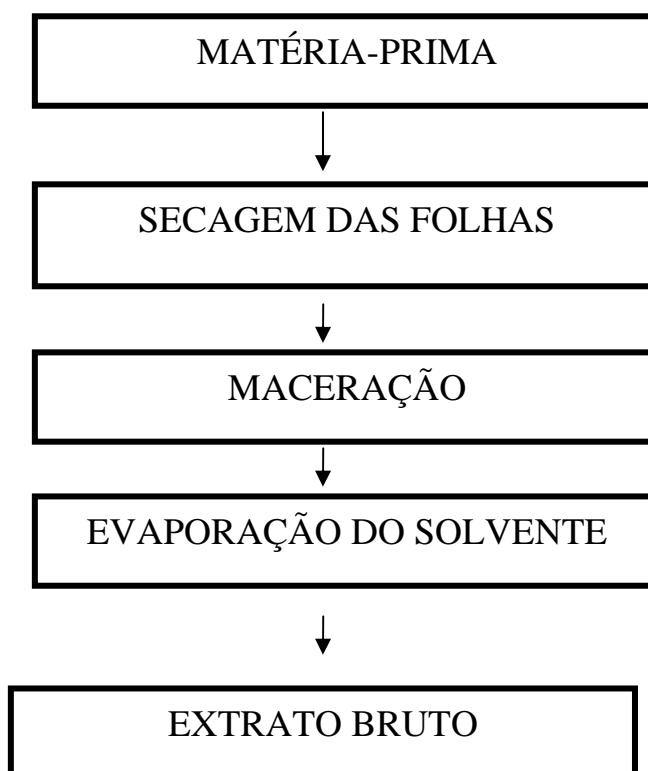 MATÉRIA-PRIMA
SECAGEM DAS FOLHAS
MACERAÇÃO
EVAPORAÇÃO DO SOLVENTE
EXTRATO BRUTO